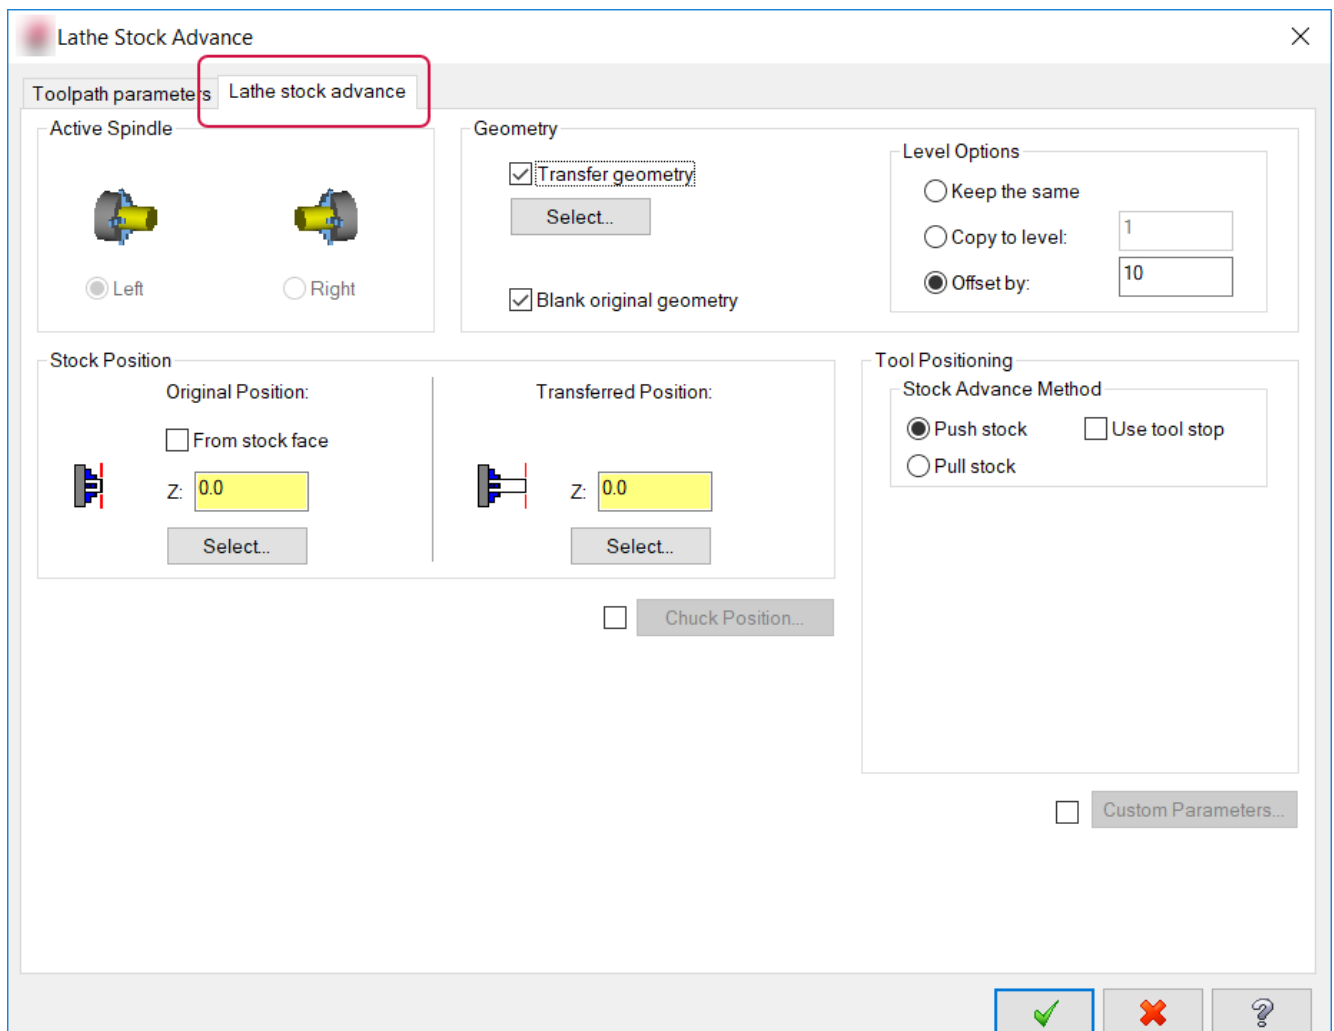 Lathe Stock Advance
Toolpath parameters
Lathe stock advance
Active Spindle
Left
Right
Geometry
Transfer geometry
Select...
Blank original geometry
Level Options
Keep the same
Copy to level:
1
Offset by:
10
Stock Position
Original Position:
From stock face
Z:
0.0
Select...
Transferred Position:
Z:
0.0
Select...
Chuck Position...
Tool Positioning
Stock Advance Method
Push stock
Use tool stop
Pull stock
Custom Parameters...